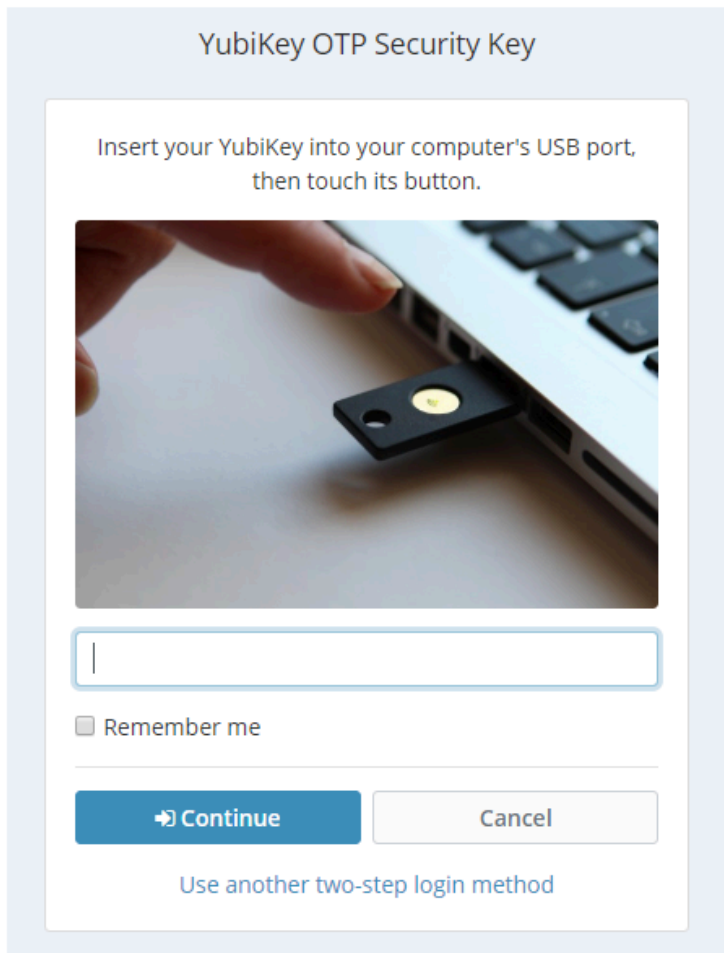 YubiKey OTP Security Key
Insert your YubiKey into your computer's USB port,
then touch its button.
Remember me
Continue
Cancel
Use another two-step login method